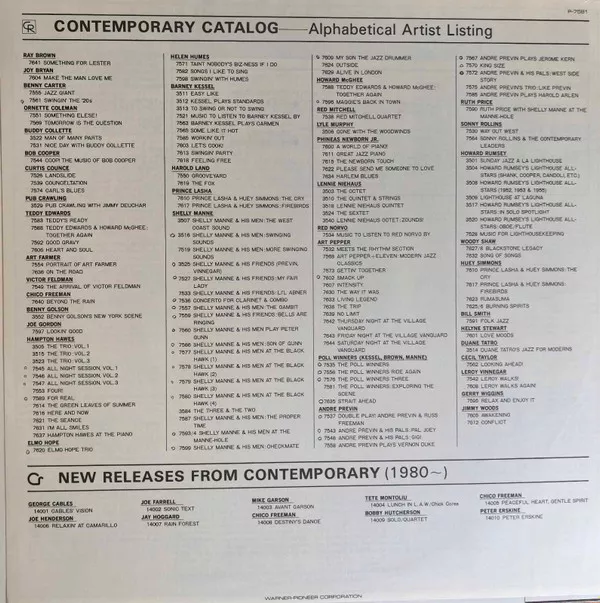 P-7581
CR CONTEMPORARY CATALOG——Alphabetical Artist Listing
RAY BROWN
7641 SOMETHING FOR LESTER
JOY BRYAN
7604 MAKE THE MAN LOVE ME
BENNY CARTER
7555 JAZZ GIANT
7561 SWINGIN' THE '20s
ORNETTE COLEMAN
7551 SOMETHING ELSE!!
7569 TOMORROW IS THE QUESTION
BUDDY COLLETTE
3522 MAN OF MANY PARTS
7531 NICE DAY WITH BUDDY COLLETTE
BOB COOPER
7544 COOP! THE MUSIC OF BOB COOPER
CURTIS COUNCE
7526 LANDSLIDE
7539 COUNCELTATION
7574 CARL'S BLUES
PUB CRAWLING
3529 PUB CRAWLING WITH JIMMY DEUCHAR
TEDDY EDWARDS
7583 TEDDY'S READY
7588 TEDDY EDWARDS & HOWARD McGHEE:
TOGETHER AGAIN
7592 GOOD GRAVY
7606 HEART AND SOUL
ART FARMER
3554 PORTRAIT OF ART FARMER
7636 ON THE ROAD
VICTOR FELDMAN
7549 THE ARRIVAL OF VICTOR FELDMAN
CHICO FREEMAN
7640 BEYOND THE RAIN
BENNY GOLSON
3552 BENNY GOLSON'S NEW YORK SCENE
JOE GORDON
7597 LOOKIN' GOOD
HAMPTON HAWES
3505 THE TRIO: VOL. 1
3515 THE TRIO: VOL. 2
3523 THE TRIO: VOL. 3
7545 ALL NIGHT SESSION, VOL. 1
7546 ALL NIGHT SESSION, VOL. 2
7547 ALL NIGHT SESSION, VOL. 3
7553 FOUR!
7589 FOR REAL
7614 THE GREEN LEAVES OF SUMMER
7616 HERE AND NOW
7621 THE SEANCE
7631 I'M ALL SMILES
7637 HAMPTON HAWES AT THE PIANO
ELMO HOPE
7620 ELMO HOPE TRIO
HELEN HUMES
7571 TAINT NOBODY'S BIZ-NESS IF I DO
7582 SONGS I LIKE TO SING
7598 SWINGIN' WITH HUMES
BARNEY KESSEL
3511 EASY LIKE
3512 KESSEL PLAYS STANDARDS
3513 TO SWING OR NOT TO SWING
3521 MUSIC TO LISTEN TO BARNEY KESSEL BY
7563 BARNEY KESSEL PLAYS CARMEN
7565 SOME LIKE IT HOT
7585 WORKIN' OUT
7603 LET'S COOK!
7613 SWINGIN' PARTY
7618 FEELING FREE
HAROLD LAND
7550 GROOVEYARD
7619 THE FOX
PRINCE LASHA
7610 PRINCE LASHA & HUEY SIMMONS: THE CRY
7617 PRINCE LASHA & HUEY SIMMONS: FIREBIRDS
SHELLY MANNE
3507 SHELLY MANNE & HIS MEN: THE WEST
COAST SOUND
3516 SHELLY MANNE & HIS MEN: SWINGING
SOUNDS
7519 SHELLY MANNE & HIS MEN: MORE SWINGING
SOUNDS
3525 SHELLY MANNE & HIS FRIENDS (PREVIN,
VINNEGAR)
7527 SHELLY MANNE & HIS FRIENDS: MY FAIR
LADY
7533 SHELLY MANNE & HIS FRIENDS: LI'L ABNER
3536 CONCERTO FOR CLARINET & COMBO
7557 SHELLY MANNE & HIS MEN: THE GAMBIT
7559 SHELLY MANNE & HIS FRIENDS: BELLS ARE
RINGING
7560 SHELLY MANNE & HIS MEN PLAY PETER
GUNN
7566 SHELLY MANNE & HIS MEN: SON OF GUNN
7577 SHELLY MANNE & HIS MEN AT THE BLACK
HAWK (1)
7578 SHELLY MANNE & HIS MEN AT THE BLACK
HAWK (2)
7579 SHELLY MANNE & HIS MEN AT THE BLACK
HAWK (3)
7580 SHELLY MANNE & HIS MEN AT THE BLACK
HAWK (4)
3584 THE THREE & THE TWO
7587 SHELLY MANNE & HIS MEN: THE PROPER
TIME
7593/4 SHELLY MANNE & HIS MEN AT THE
MANNE-HOLE
7599 SHELLY MANNE & HIS MEN: CHECKMATE
7609 MY SON THE JAZZ DRUMMER
7624 OUTSIDE
7629 ALIVE IN LONDON
HOWARD McGHEE
7588 TEDDY EDWARDS & HOWARD McGHEE:
TOGETHER AGAIN
7596 MAGGIE'S BACK IN TOWN
RED MITCHELL
7538 RED MITCHELL QUARTET
LYLE MURPHY
3506 GONE WITH THE WOODWINDS
PHINEAS NEWBORN JR.
7600 A WORLD OF PIANO!
7611 GREAT JAZZ PIANO
7615 THE NEWBORN TOUCH
7622 PLEASE SEND ME SOMEONE TO LOVE
7634 HARLEM BLUES
LENNIE NIEHAUS
3503 THE OCTET
3510 THE QUINTET & STRINGS
3518 LENNIE NIEHAUS QUINTET
3524 THE SEXTET
3540 LENNIE NIEHAUS OCTET: ZOUNDS!
RED NORVO
7534 MUSIC TO LISTEN TO RED NORVO BY
ART PEPPER
7532 MEETS THE RHYTHM SECTION
7568 ART PEPPER+ELEVEN: MODERN JAZZ
CLASSICS
7573 GETTIN' TOGETHER
7602 SMACK UP
7607 INTENSITY
7630 THE WAY IT WAS
7633 LIVING LEGEND
7638 THE TRIP
7639 NO LIMIT
7642 THURSDAY NIGHT AT THE VILLAGE
VANGUARD
7643 FRIDAY NIGHT AT THE VILLAGE VANGUARD
7644 SATURDAY NIGHT AT THE VILLAGE
VANGUARD
POLL WINNERS (KESSEL, BROWN, MANNE)
7535 THE POLL WINNERS
7556 THE POLL WINNERS RIDE AGAIN
7576 THE POLL WINNERS THREE
7581 THE POLL WINNERS: EXPLORING THE
SCENE
7635 STRAIT AHEAD
ANDRE PREVIN
7537 DOUBLE PLAY: ANDRE PREVIN & RUSS
FREEMAN
7543 ANDRE PREVIN & HIS PALS: PAL JOEY
7548 ANDRE PREVIN & HIS PALS: GIGI
7558 ANDRE PREVIN PLAYS VERNON DUKE
7567 ANDRE PREVIN PLAYS JEROME KERN
7570 KING SIZE
7572 ANDRE PREVIN & HIS PALS: WEST SIDE
STORY
7575 ANDRE PREVIN TRIO: LIKE PREVIN
7586 ANDRE PREVIN PLAYS HAROLD ARLEN
RUTH PRICE
7590 RUTH PRICE WITH SHELLY MANNE AT THE
MANNE-HOLE
SONNY ROLLINS
7530 WAY OUT WEST
7564 SONNY ROLLINS & THE CONTEMPORARY
LEADERS
HOWARD RUMSEY
3501 SUNDAY JAZZ A LA LIGHTHOUSE
3504 HOWARD RUMSEY'S LIGHTHOUSE ALL-
STARS (SHANK, COOPER, CANDOLI, ETC.)
3508 HOWARD RUMSEY'S LIGHTHOUSE ALL-
STARS (1952, 1953 & 1955)
3509 LIGHTHOUSE AT LAGUNA
3517 HOWARD RUMSEY'S LIGHTHOUSE ALL-
STARS: IN SOLO SPOTLIGHT
3520 HOWARD RUMSEY'S LIGHTHOUSE ALL-
STARS: OBOE/FLUTE
3528 MUSIC FOR LIGHTHOUSEKEEPING
WOODY SHAW
7627/8 BLACKSTONE LEGACY
7632 SONG OF SONGS
HUEY SIMMONS
7610 PRINCE LASHA & HUEY SIMMONS: THE
CRY
7617 PRINCE LASHA & HUEY SIMMONS:
FIREBIRDS
7623 RUMASUMA
7625/6 BURNING SPIRITS
BILL SMITH
7591 FOLK JAZZ
HELYNE STEWART
7601 LOVE MOODS
DUANE TATRO
3514 DUANE TATRO'S JAZZ FOR MODERNS
CECIL TAYLOR
7562 LOOKING AHEAD!
LEROY VINNEGAR
7542 LEROY WALKS!
7608 LEROY WALKS AGAIN!
GERRY WIGGINS
7595 RELAX AND ENJOY IT
JIMMY WOODS
7605 AWAKENING
7612 CONFLICT
Cr NEW RELEASES FROM CONTEMPORARY (1980~)
GEORGE CABLES
14001 CABLES' VISION
JOE HENDERSON
14006 RELAXIN' AT CAMARILLO
JOE FARRELL
14002 SONIC TEXT
JAY HOGGARD
14007 RAIN FOREST
MIKE GARSON
14003 AVANT GARSON
CHICO FREEMAN
14008 DESTINY'S DANCE
TETE MONTOLIU
14004 LUNCH IN L.A. W/Chick Corea
BOBBY HUTCHERSON
14009 SOLO/QUARTET
CHICO FREEMAN
14005 PEACEFUL HEART, GENTLE SPIRIT
PETER ERSKINE
14010 PETER ERSKINE
WARNER-PIONEER CORPORATION